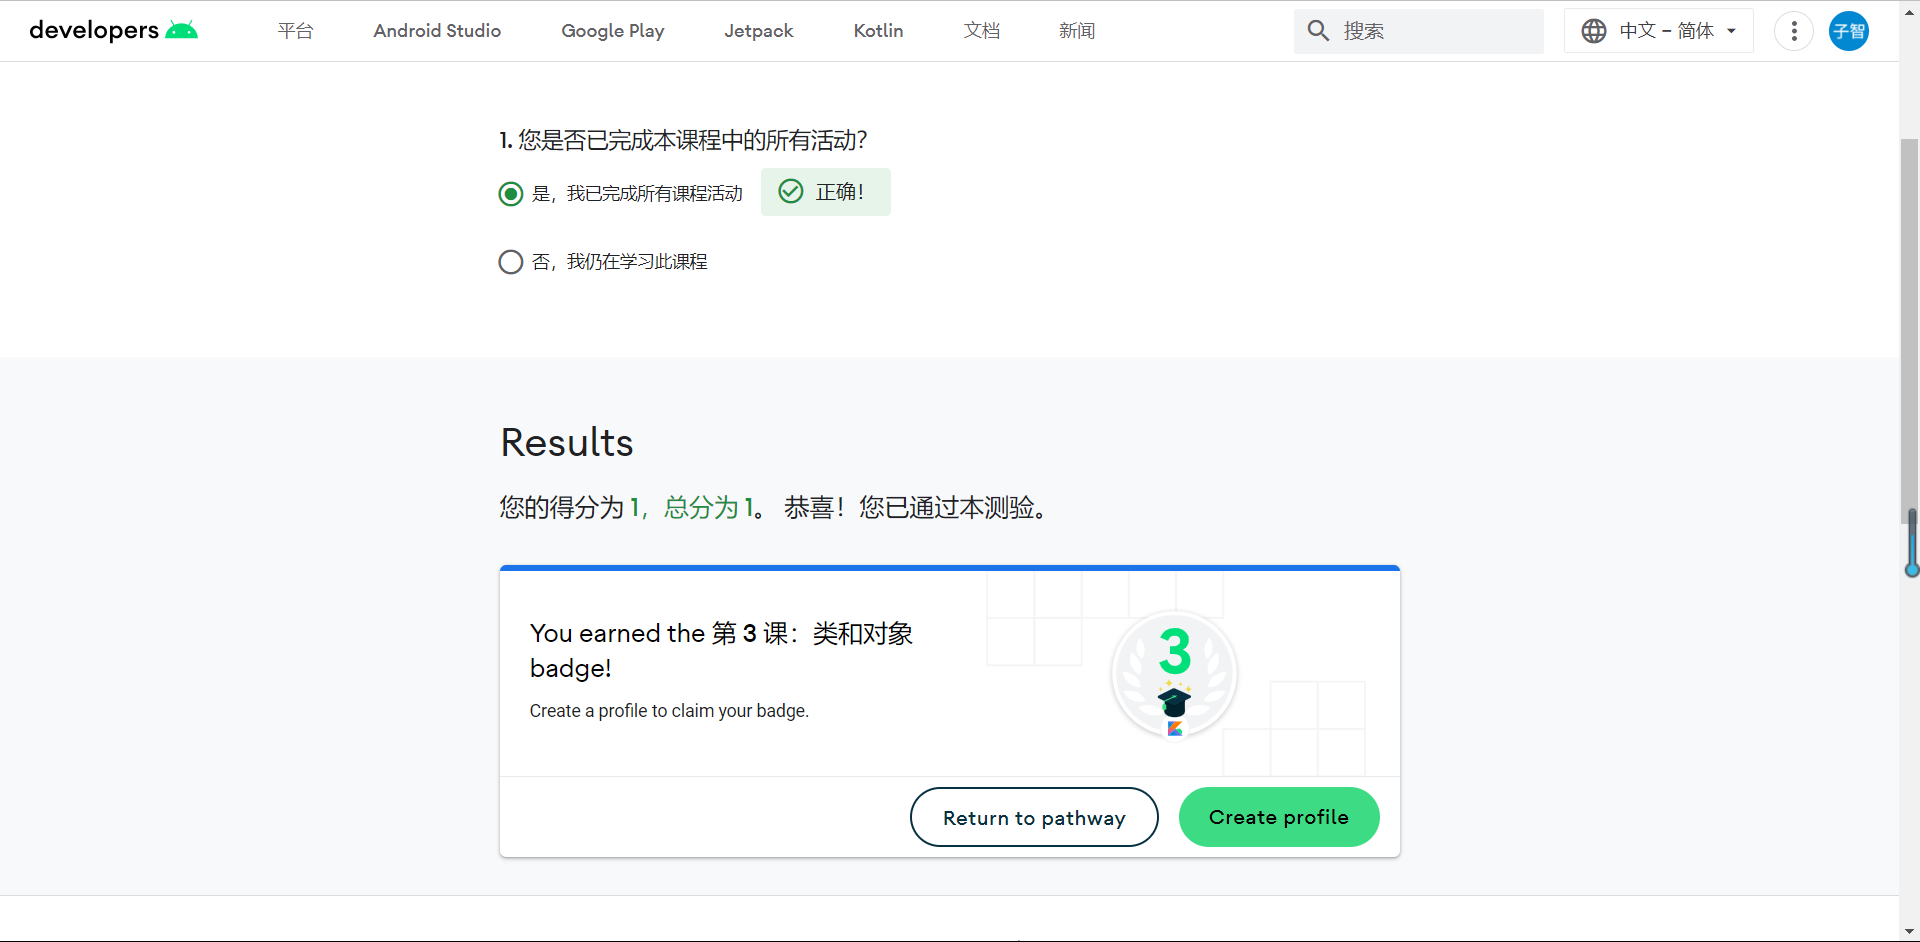 developers
平台
Android Studio
Google Play
Jetpack
Kotlin
文档
新闻
搜索
中文 – 简体
子智
1. 您是否已完成本课程中的所有活动？
是，我已完成所有课程活动
正确！
否，我仍在学习此课程
Results
您的得分为 1，总分为 1。 恭喜！您已通过本测验。
You earned the 第 3 课：类和对象
badge!
Create a profile to claim your badge.
3
Return to pathway
Create profile